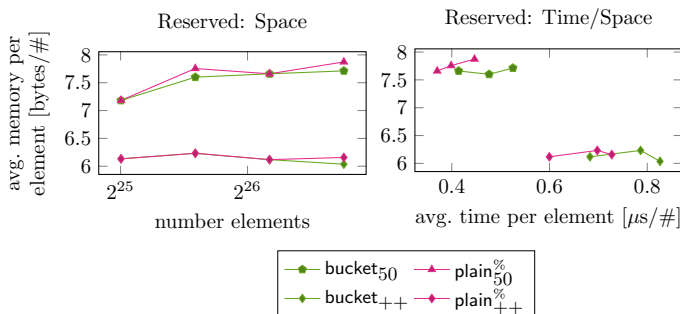 Reserved: Space
Reserved: Time/Space
avg. memory per
element [bytes/#]
8
7.5
7
6.5
6
2^25
2^26
number elements
8
7.5
7
6.5
6
0.4
0.6
0.8
avg. time per element [μs/#]
bucket_50
plain^%_50
bucket_++
plain^%_++